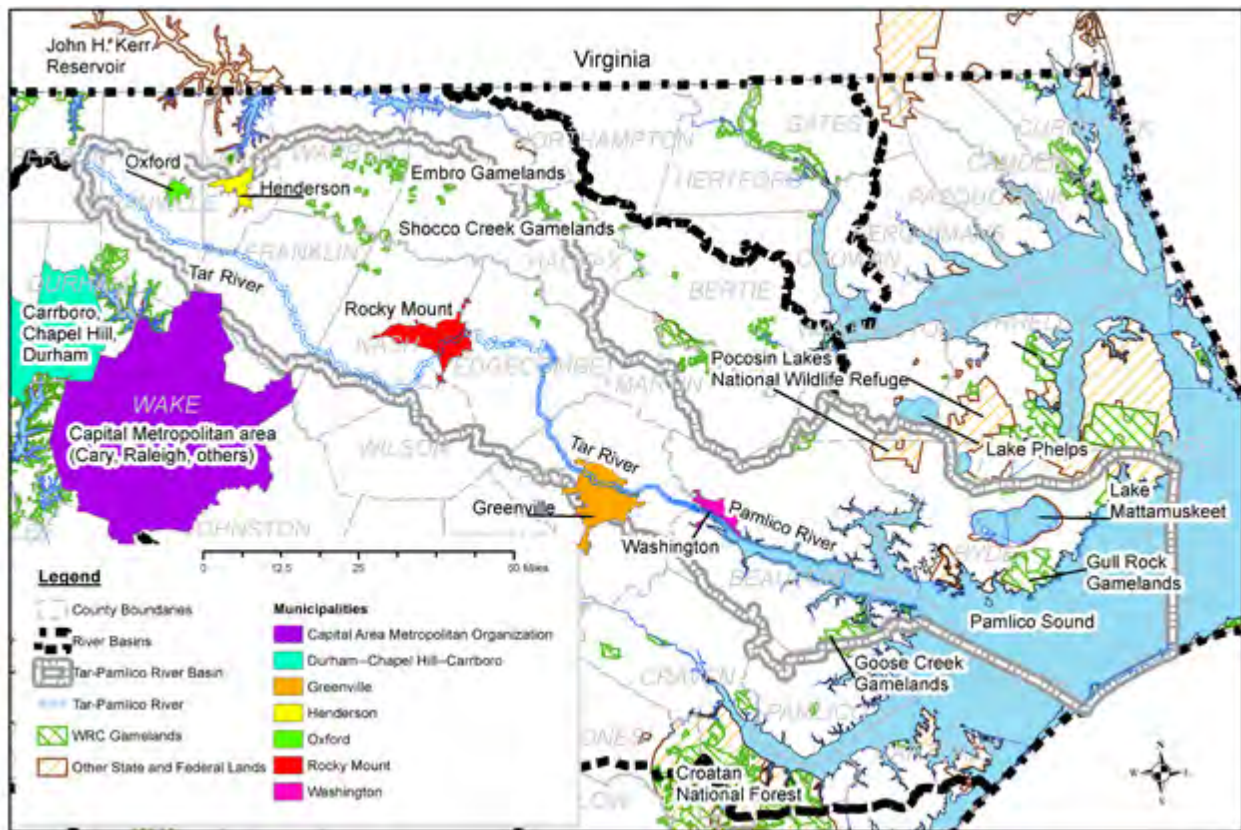 John H. Kerr
Reservoir
Virginia
NORTHAMPTON
GATES
CAMDEN
HERTFORD
Oxford
Henderson
Embro Gamelands
Shocco Creek Gamelands
FRANKLIN
HALIFAX
BERTIE
Tar River
Carrboro,
Chapel Hill,
Durham
Rocky Mount
NASH
EDGECOMBE
MARTIN
Pocosin Lakes
National Wildlife Refuge
WAKE
Capital Metropolitan area
(Cary, Raleigh, others)
WILSON
Tar River
Lake Phelps
JOHNSTON
Greenville
Washington
Pamlico River
Lake
Mattamuskeet
HYDE
BEAUFORT
Gull Rock
Gamelands
Pamlico Sound
Goose Creek
Gamelands
CRAVEN
PAMLICO
Croatan
National Forest
0 12.5 25 50 Miles
Legend
County Boundaries
River Basins
Tar-Pamlico River Basin
Tar-Pamlico River
WRC Gamelands
Other State and Federal Lands
Municipalities
Capital Area Metropolitan Organization
Durham--Chapel Hill--Carrboro
Greenville
Henderson
Oxford
Rocky Mount
Washington
N
W E
S